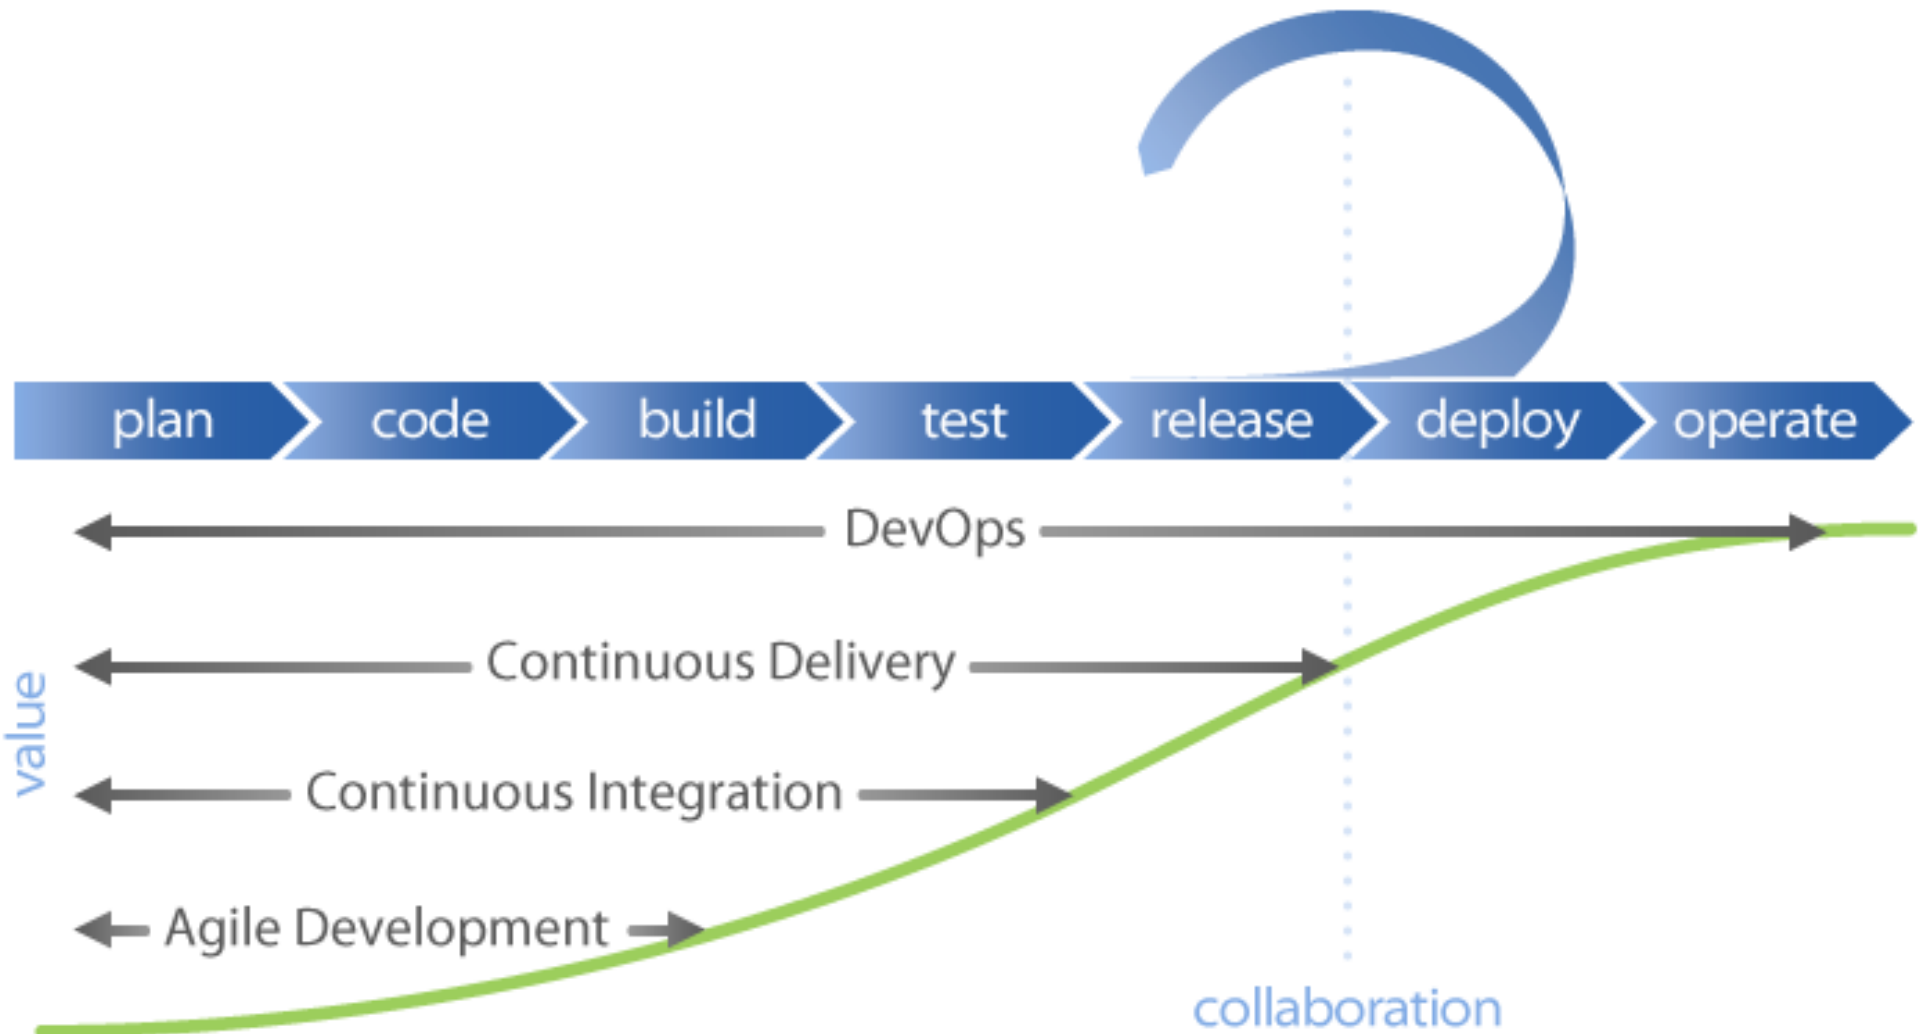 plan
code
build
test
release
deploy
operate
DevOps
Continuous Delivery
value
Continuous Integration
Agile Development
collaboration